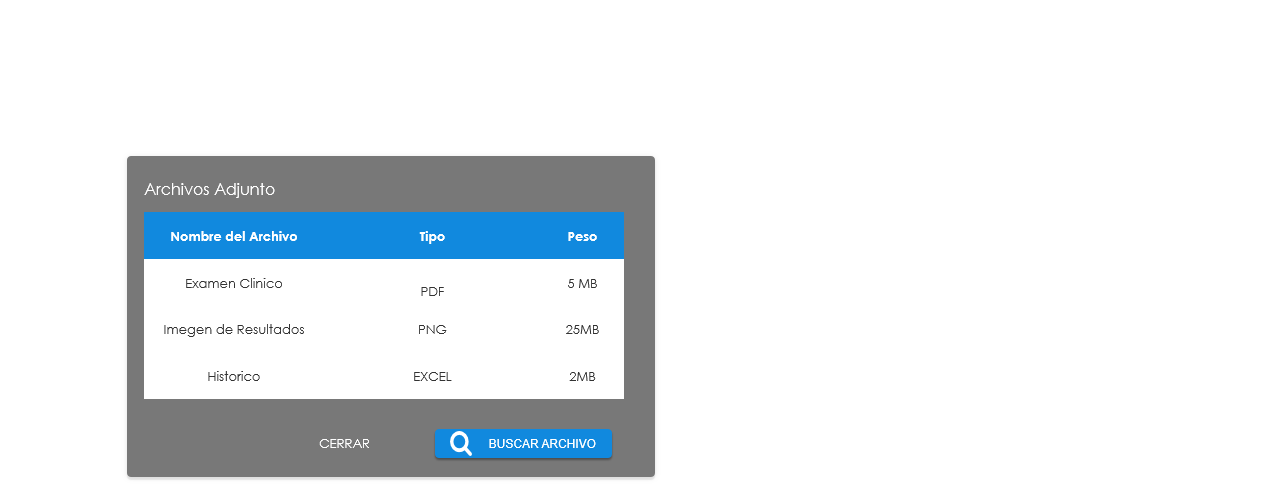 Archivos Adjunto
Nombre del Archivo Tipo Peso
Examen Clinico PDF 5 MB
Imegen de Resultados PNG 25MB
Historico EXCEL 2MB
CERRAR BUSCAR ARCHIVO